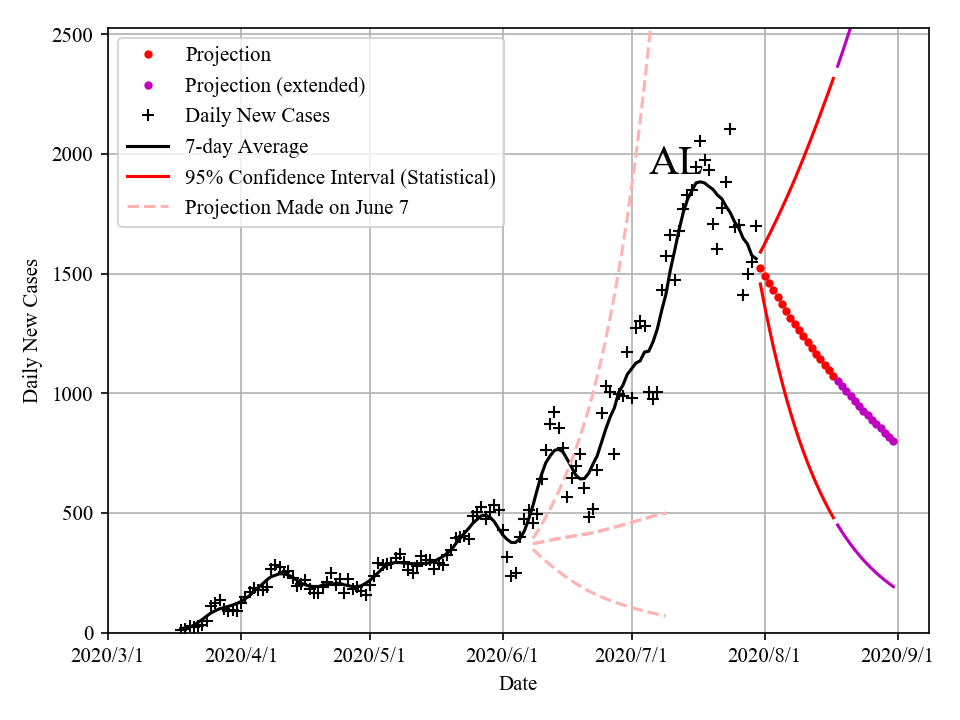 2500
2000
1500
1000
500
0
Daily New Cases
Projection
Projection (extended)
Daily New Cases
7-day Average
95% Confidence Interval (Statistical)
Projection Made on June 7
AL
2020/3/1
2020/4/1
2020/5/1
2020/6/1
2020/7/1
2020/8/1
2020/9/1
Date